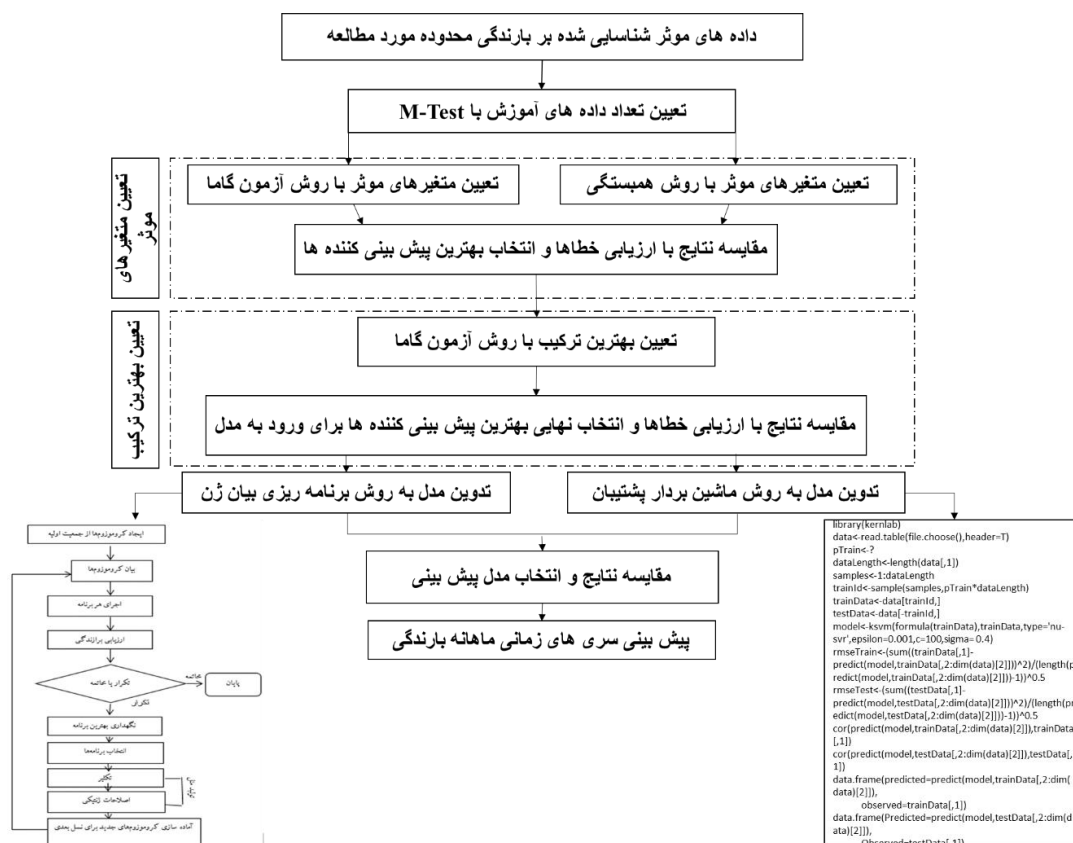 داده های موثر شناسایی شده بر بارندگی محدوده مورد مطالعه
تعیین تعداد داده های آموزش با M-Test
تعیین متغیرهای
موثر
تعیین متغیرهای موثر با روش همبستگی
تعیین متغیرهای موثر با روش آزمون گاما
مقایسه نتایج با ارزیابی خطاها و انتخاب بهترین پیش بینی کننده ها
تعیین بهترین ترکیب
تعیین بهترین ترکیب با روش آزمون گاما
مقایسه نتایج با ارزیابی خطاها و انتخاب نهایی بهترین پیش بینی کننده ها برای ورود به مدل
تدوین مدل به روش ماشین بردار پشتیبان
تدوین مدل به روش برنامه ریزی بیان ژن
مقایسه نتایج و انتخاب مدل پیش بینی
پیش بینی سری های زمانی ماهانه بارندگی
ایجاد کروموزوم‌ها از جمعیت اولیه
بیان کروموزوم‌ها
اجرای هر برنامه
ارزیابی برازندگی
تکرار یا خاتمه
خاتمه
پایان
تکرار
نگهداری بهترین برنامه
انتخاب برنامه‌ها
تکثیر
اصلاحات ژنتیکی
تولید مثل
آماده سازی کروموزوم‌های جدید برای نسل بعدی
library(kernlab)
data<-read.table(file.choose(),header=T)
pTrain<-?
dataLength<-length(data[,1])
samples<-1:dataLength
trainId<-sample(samples,pTrain*dataLength)
trainData<-data[trainId,]
testData<-data[-trainId,]
model<-ksvm(formula(trainData),trainData,type='nu-
svr',epsilon=0.001,c=100,sigma= 0.4)
rmseTrain<-(sum((trainData[,1]-
predict(model,trainData[,2:dim(data)[2]]))^2)/(length(p
redict(model,trainData[,2:dim(data)[2]]))-1))^0.5
rmseTest<-(sum((testData[,1]-
predict(model,testData[,2:dim(data)[2]]))^2)/(length(pr
edict(model,testData[,2:dim(data)[2]]))-1))^0.5
cor(predict(model,trainData[,2:dim(data)[2]]),trainData
[,1])
cor(predict(model,testData[,2:dim(data)[2]]),testData[,
1])
data.frame(predicted=predict(model,trainData[,2:dim(
data)[2]]),
observed=trainData[,1])
data.frame(Predicted=predict(model,testData[,2:dim(d
ata)[2]]),
Observed=testData[,1])